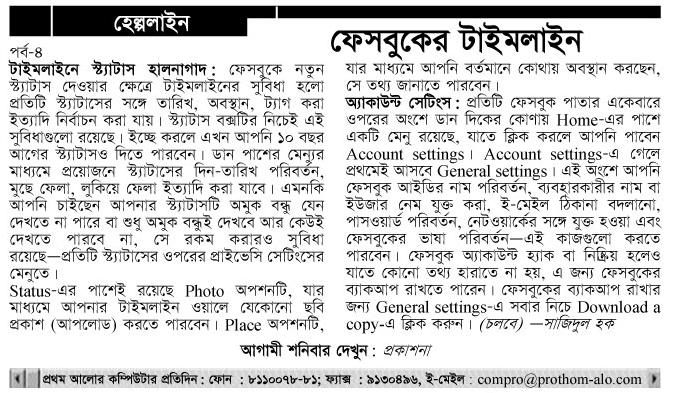 হেল্পলাইন
পর্ব-৪
ফেসবুকের টাইমলাইন
টাইমলাইনে স্ট্যাটাস হালনাগাদ : ফেসবুকে নতুন
স্ট্যাটাস দেওয়ার ক্ষেত্রে টাইমলাইনের সুবিধা হলো
প্রতিটি স্ট্যাটাসের সঙ্গে তারিখ, অবস্থান, ট্যাগ করা
ইত্যাদি নির্বাচন করা যায়। স্ট্যাটাস বক্সটির নিচেই এই
সুবিধাগুলো রয়েছে। ইচ্ছে করলে এখন আপনি ১০ বছর
আগের স্ট্যাটাসও দিতে পারবেন। ডান পাশের মেন্যুর
মাধ্যমে প্রয়োজনে স্ট্যাটাসের দিন-তারিখ পরিবর্তন,
মুছে ফেলা, লুকিয়ে ফেলা ইত্যাদি করা যাবে। এমনকি
আপনি চাইছেন আপনার স্ট্যাটাসটি অমুক বন্ধু যেন
দেখতে না পারে বা শুধু অমুক বন্ধুই দেখবে আর কেউই
দেখতে পারবে না, সে রকম করারও সুবিধা
রয়েছে—প্রতিটি স্ট্যাটাসের ওপরের প্রাইভেসি সেটিংসের
মেনুতে।
Status-এর পাশেই রয়েছে Photo অপশনটি, যার
মাধ্যমে আপনার টাইমলাইন ওয়ালে যেকোনো ছবি
প্রকাশ (আপলোড) করতে পারবেন। Place অপশনটি,
যার মাধ্যমে আপনি বর্তমানে কোথায় অবস্থান করছেন,
সে তথ্য জানাতে পারবেন।
অ্যাকাউন্ট সেটিংস : প্রতিটি ফেসবুক পাতার একেবারে
ওপরের অংশে ডান দিকের কোণায় Home-এর পাশে
একটি মেনু রয়েছে, যাতে ক্লিক করলে আপনি পাবেন
Account settings। Account settings-এ গেলে
প্রথমেই আসবে General settings। এই অংশে আপনি
ফেসবুক আইডির নাম পরিবর্তন, ব্যবহারকারীর নাম বা
ইউজার নেম যুক্ত করা, ই-মেইল ঠিকানা বদলানো,
পাসওয়ার্ড পরিবর্তন, নেটওয়ার্কের সঙ্গে যুক্ত হওয়া এবং
ফেসবুকের ভাষা পরিবর্তন—এই কাজগুলো করতে
পারবেন। ফেসবুক অ্যাকাউন্ট হ্যাক বা নিষ্ক্রিয় হলেও
যাতে কোনো তথ্য হারাতে না হয়, এ জন্য ফেসবুকের
ব্যাকআপ রাখতে পারেন। ফেসবুকের ব্যাকআপ রাখার
জন্য General settings-এ সবার নিচে Download a
copy-এ ক্লিক করুন। (চলবে) —সাজিদুল হক
আগামী শনিবার দেখুন : প্রকাশনা
প্রথম আলোর কম্পিউটার প্রতিদিন : ফোন : ৮১১০০৭৮-৮১; ফ্যাক্স : ৯১৩০৪৯৬, ই-মেইল : compro@prothom-alo.com